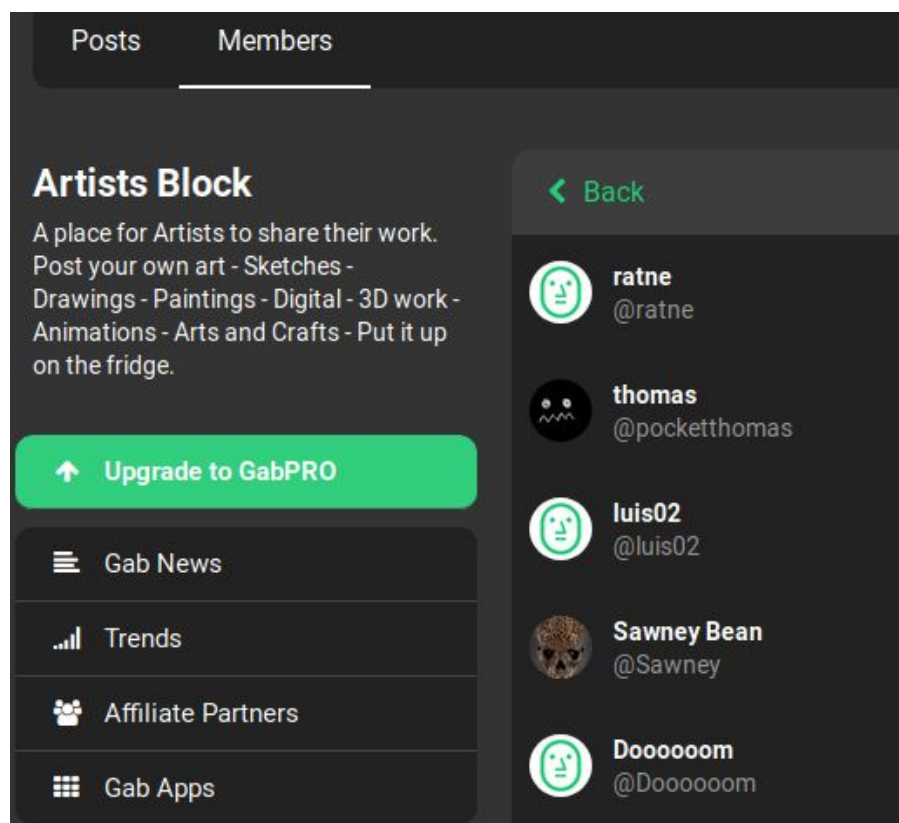 Posts Members
Artists Block
A place for Artists to share their work.
Post your own art - Sketches -
Drawings - Paintings - Digital - 3D work -
Animations - Arts and Crafts - Put it up
on the fridge.
Upgrade to GabPRO
Gab News
Trends
Affiliate Partners
Gab Apps
Back
ratne
@ratne
thomas
@pocketthomas
luis02
@luis02
Sawney Bean
@Sawney
Doooooom
@Doooooom